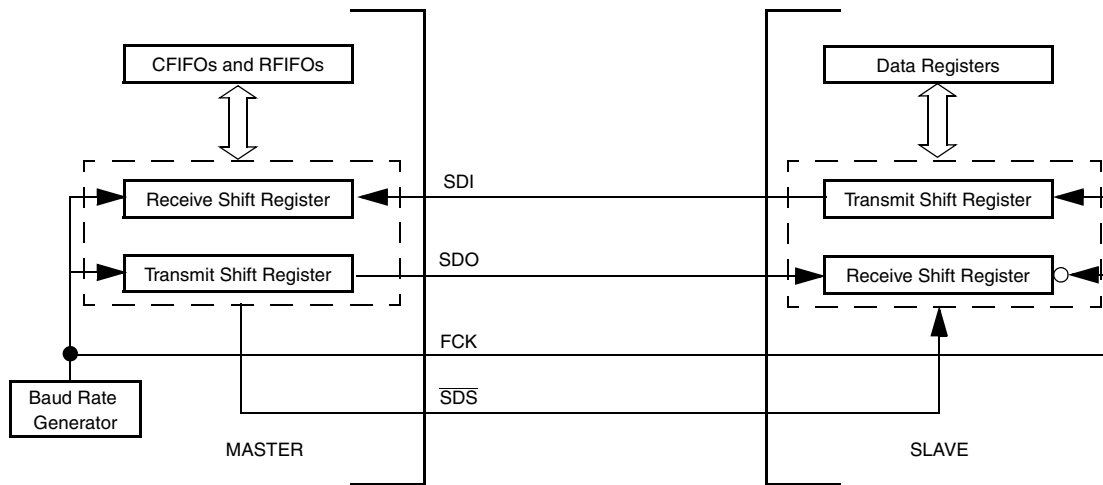 CFIFOs and RFIFOs
Data Registers
SDI
Receive Shift Register
Transmit Shift Register
SDO
Transmit Shift Register
Receive Shift Register
FCK
SDS
Baud Rate
Generator
MASTER
SLAVE